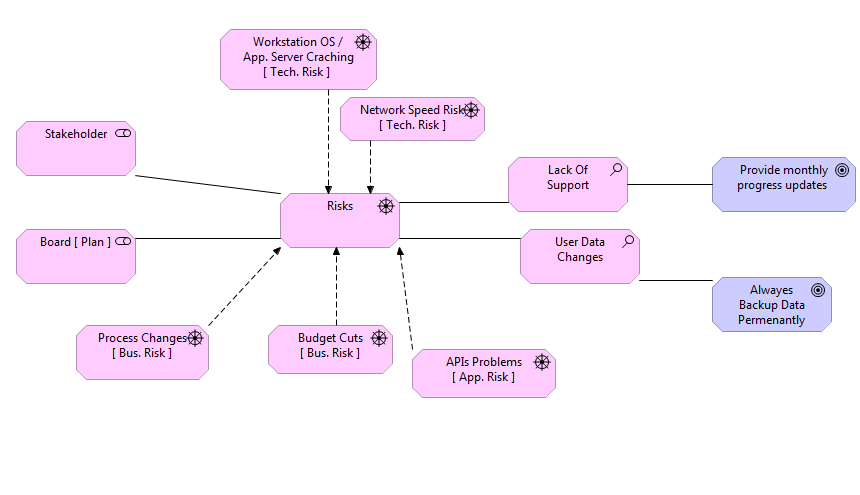 Workstation OS /
App. Server Craching
[ Tech. Risk ]
Network Speed Risk
[ Tech. Risk ]
Stakeholder
Lack Of
Support
Provide monthly
progress updates
Risks
Board [ Plan ]
User Data
Changes
Alwayes
Backup Data
Permenantly
Process Changes
[ Bus. Risk ]
Budget Cuts
[ Bus. Risk ]
APIs Problems
[ App. Risk ]